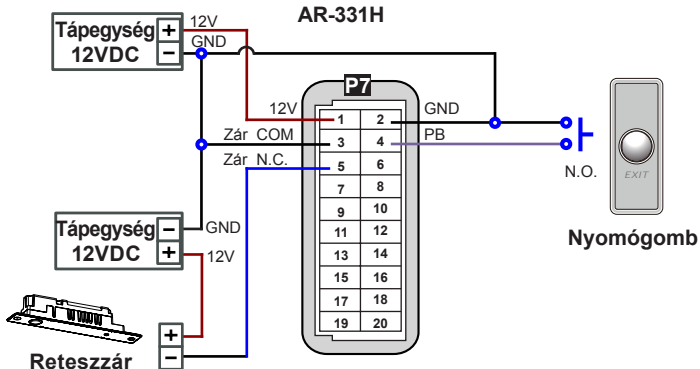 AR-331H
Tápegység +
12VDC –
12V
GND
P7
12V
GND
Zár COM
PB
Zár N.C.
1 2
3 4
5 6
7 8
9 10
11 12
13 14
15 16
17 18
19 20
N.O.
EXIT
Nyomógomb
Tápegység –
12VDC +
GND
12V
+
–
Reteszzár